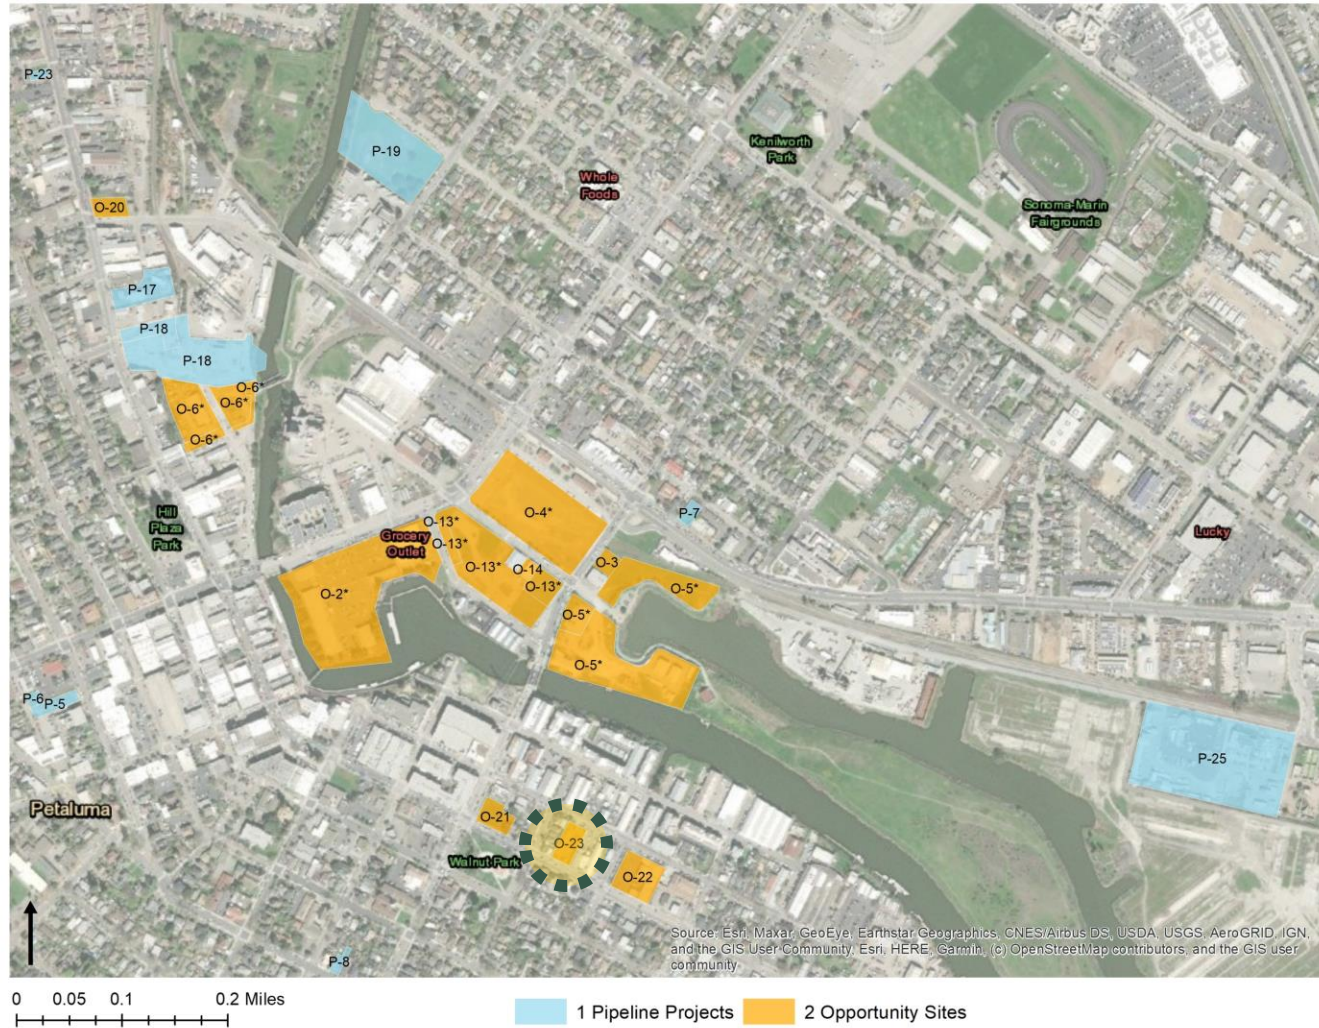 P-23
P-19
Kenilworth
Park
Whole
Foods
O-20
Sonoma-Marin
Fairgrounds
P-17
P-18
P-18
O-6*
O-6*
O-6*
O-6*
Hill
Plaza
Park
O-4*
P-7
O-13*
Grocery
Outlet
O-13*
Lucky
O-13*
O-14
O-3
O-13*
O-5*
O-2*
O-5*
O-5*
P-6
P-5
P-25
Petaluma
O-21
O-23
Walnut Park
O-22
P-8
Source: Esri, Maxar, GeoEye, Earthstar Geographics, CNES/Airbus DS, USDA, USGS, AeroGRID, IGN,
and the GIS User Community, Esri, HERE, Garmin, (c) OpenStreetMap contributors, and the GIS user
community
0 0.05 0.1 0.2 Miles
1 Pipeline Projects
2 Opportunity Sites